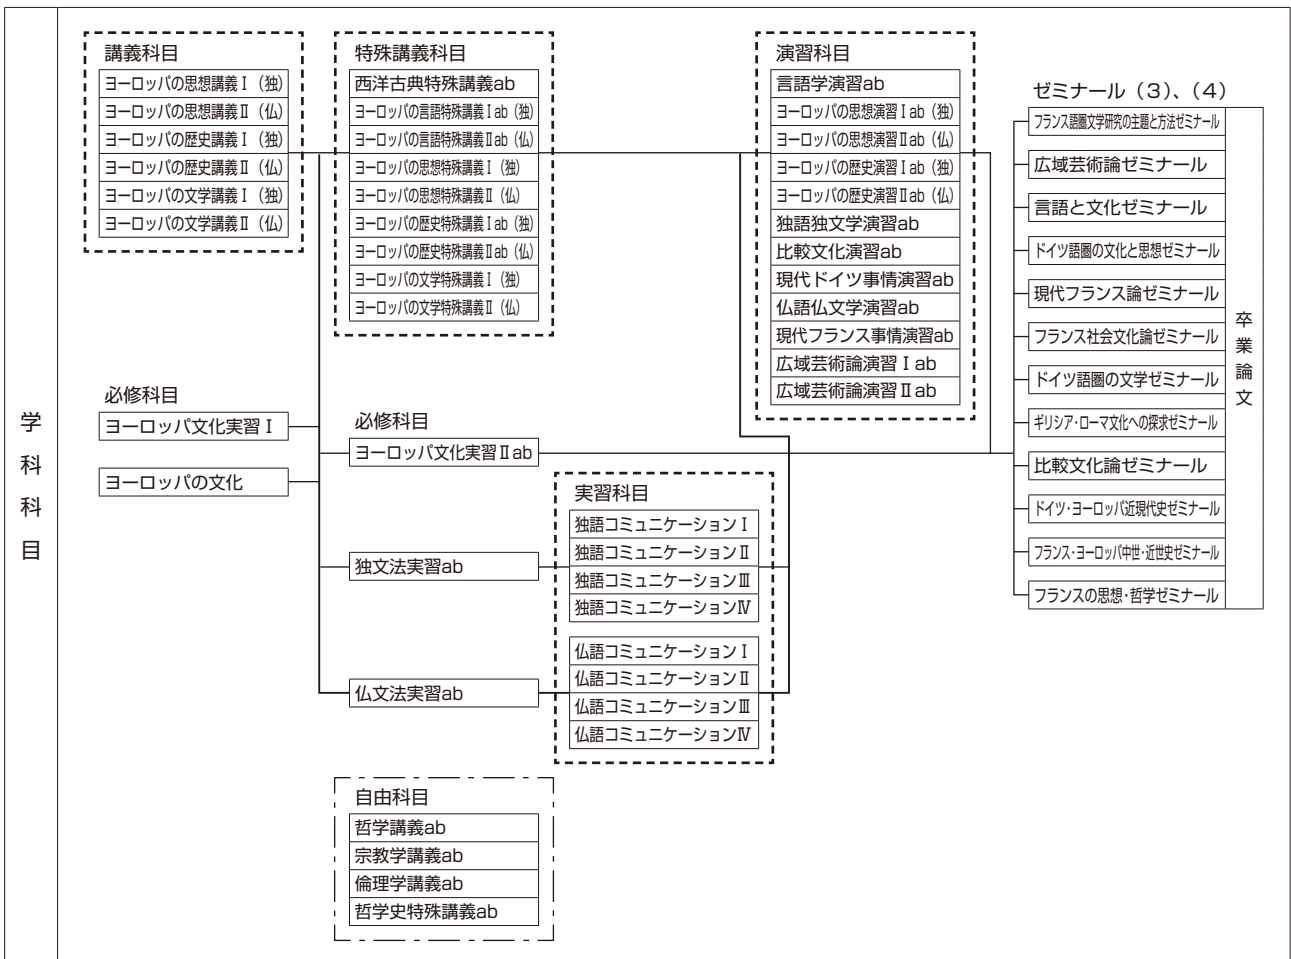 学科科目
講義科目
ヨーロッパの思想講義Ⅰ（独）
ヨーロッパの思想講義Ⅱ（仏）
ヨーロッパの歴史講義Ⅰ（独）
ヨーロッパの歴史講義Ⅱ（仏）
ヨーロッパの文学講義Ⅰ（独）
ヨーロッパの文学講義Ⅱ（仏）
必修科目
ヨーロッパ文化実習Ⅰ
ヨーロッパの文化
特殊講義科目
西洋古典特殊講義ab
ヨーロッパの言語特殊講義Ⅰab（独）
ヨーロッパの言語特殊講義Ⅱab（仏）
ヨーロッパの思想特殊講義Ⅰ（独）
ヨーロッパの思想特殊講義Ⅱ（仏）
ヨーロッパの歴史特殊講義Ⅰab（独）
ヨーロッパの歴史特殊講義Ⅱab（仏）
ヨーロッパの文学特殊講義Ⅰ（独）
ヨーロッパの文学特殊講義Ⅱ（仏）
必修科目
ヨーロッパ文化実習Ⅱab
独文法実習ab
仏文法実習ab
自由科目
哲学講義ab
宗教学講義ab
倫理学講義ab
哲学史特殊講義ab
実習科目
独語コミュニケーションⅠ
独語コミュニケーションⅡ
独語コミュニケーションⅢ
独語コミュニケーションⅣ
仏語コミュニケーションⅠ
仏語コミュニケーションⅡ
仏語コミュニケーションⅢ
仏語コミュニケーションⅣ
演習科目
言語学演習ab
ヨーロッパの思想演習Ⅰab（独）
ヨーロッパの思想演習Ⅱab（仏）
ヨーロッパの歴史演習Ⅰab（独）
ヨーロッパの歴史演習Ⅱab（仏）
独語独文学演習ab
比較文化演習ab
現代ドイツ事情演習ab
仏語仏文学演習ab
現代フランス事情演習ab
広域芸術論演習Ⅰab
広域芸術論演習Ⅱab
ゼミナール（3）、（4）
フランス語圏文学研究の主題と方法ゼミナール
広域芸術論ゼミナール
言語と文化ゼミナール
ドイツ語圏の文化と思想ゼミナール
現代フランス論ゼミナール
フランス社会文化論ゼミナール
ドイツ語圏の文学ゼミナール
ギリシア・ローマ文化への探求ゼミナール
比較文化論ゼミナール
ドイツ・ヨーロッパ近現代史ゼミナール
フランス・ヨーロッパ中世・近世史ゼミナール
フランスの思想・哲学ゼミナール
卒業論文